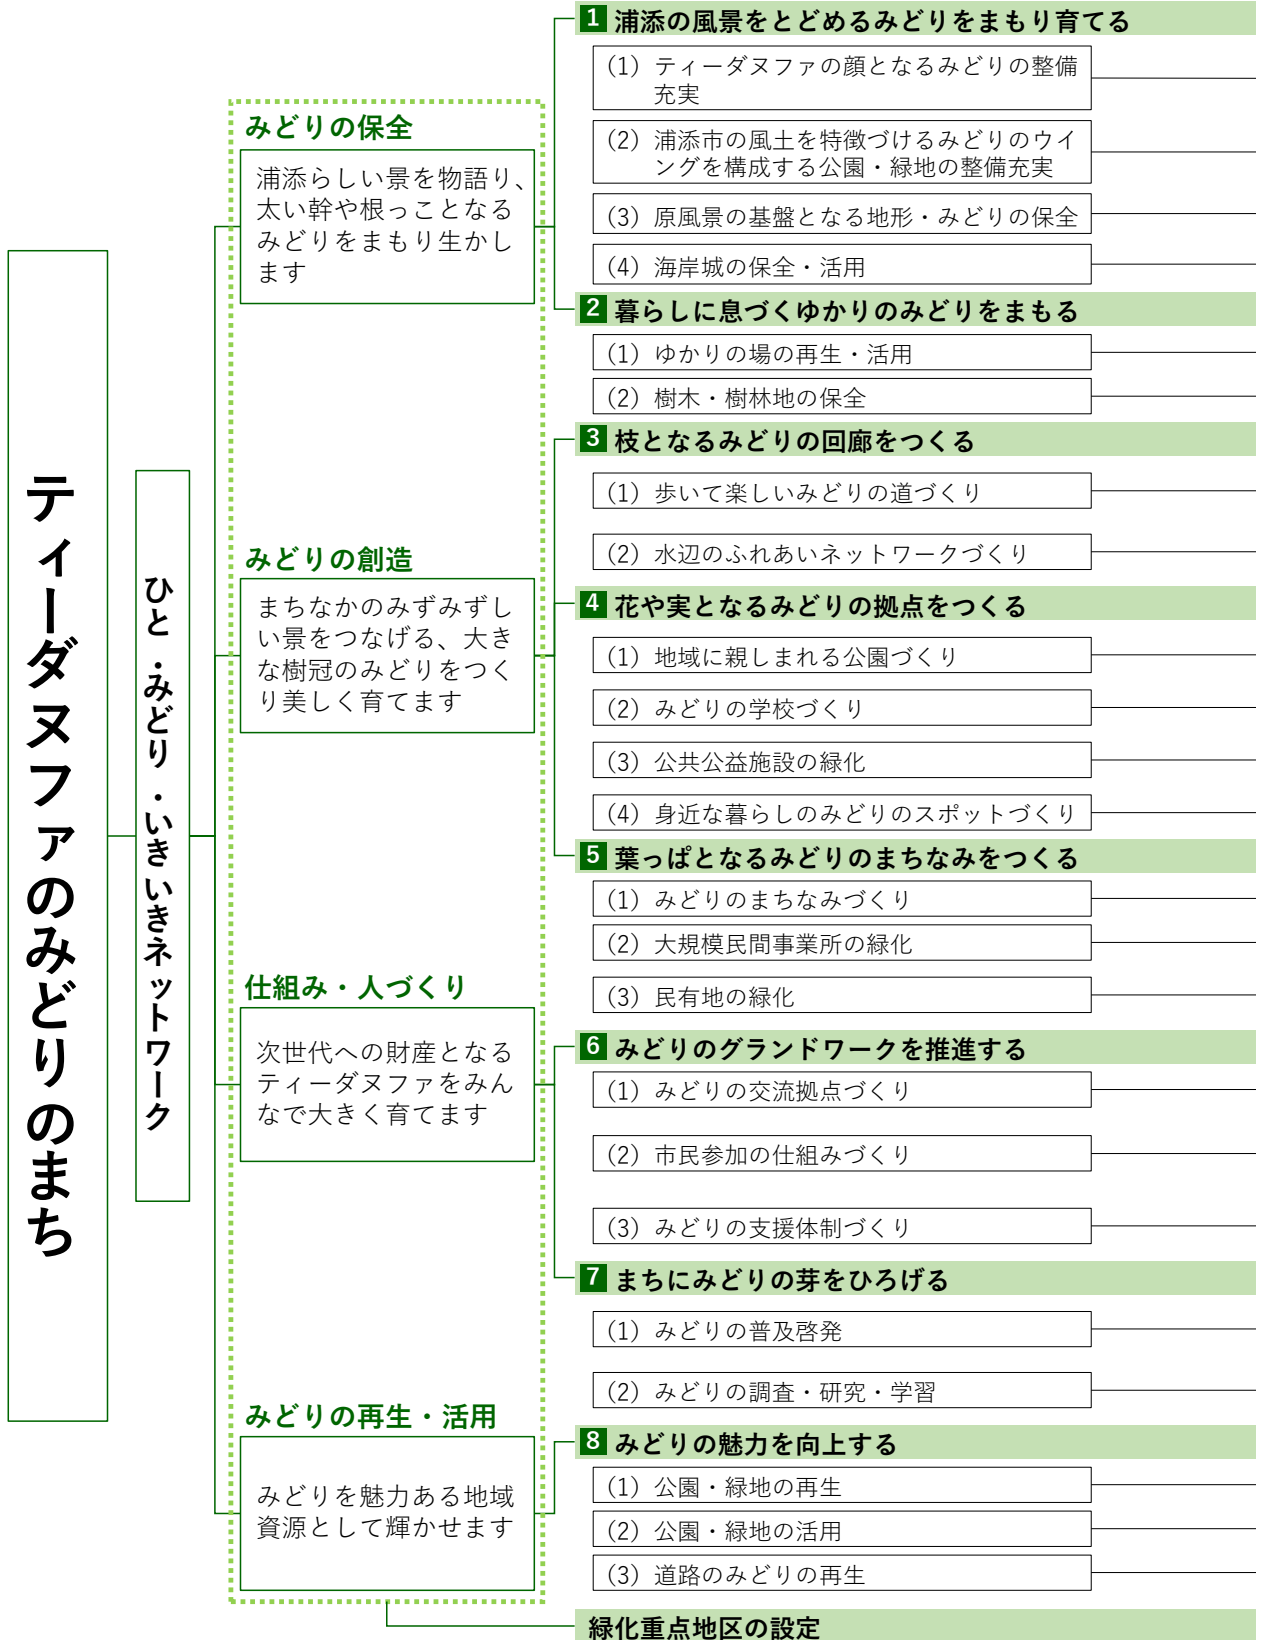 ティーダヌファのみどりのまち
ひと・みどり・いきいきネットワーク
みどりの保全
浦添らしい景を物語り、
太い幹や根っことなる
みどりをまもり生かし
ます
みどりの創造
まちなかのみずみずし
い景をつなげる、大き
な樹冠のみどりをつく
り美しく育てます
仕組み・人づくり
次世代への財産となる
ティーダヌファをみん
なで大きく育てます
みどりの再生・活用
みどりを魅力ある地域
資源として輝かせます
1 浦添の風景をとどめるみどりをまもり育てる
(1) ティーダヌファの顔となるみどりの整備
充実
(2) 浦添市の風土を特徴づけるみどりのウイ
ングを構成する公園・緑地の整備充実
(3) 原風景の基盤となる地形・みどりの保全
(4) 海岸城の保全・活用
2 暮らしに息づくゆかりのみどりをまもる
(1) ゆかりの場の再生・活用
(2) 樹木・樹林地の保全
3 枝となるみどりの回廊をつくる
(1) 歩いて楽しいみどりの道づくり
(2) 水辺のふれあいネットワークづくり
4 花や実となるみどりの拠点をつくる
(1) 地域に親しまれる公園づくり
(2) みどりの学校づくり
(3) 公共公益施設の緑化
(4) 身近な暮らしのみどりのスポットづくり
5 葉っぱとなるみどりのまちなみをつくる
(1) みどりのまちなみづくり
(2) 大規模民間事業所の緑化
(3) 民有地の緑化
6 みどりのグランドワークを推進する
(1) みどりの交流拠点づくり
(2) 市民参加の仕組みづくり
(3) みどりの支援体制づくり
7 まちにみどりの芽をひろげる
(1) みどりの普及啓発
(2) みどりの調査・研究・学習
8 みどりの魅力を向上する
(1) 公園・緑地の再生
(2) 公園・緑地の活用
(3) 道路のみどりの再生
緑化重点地区の設定